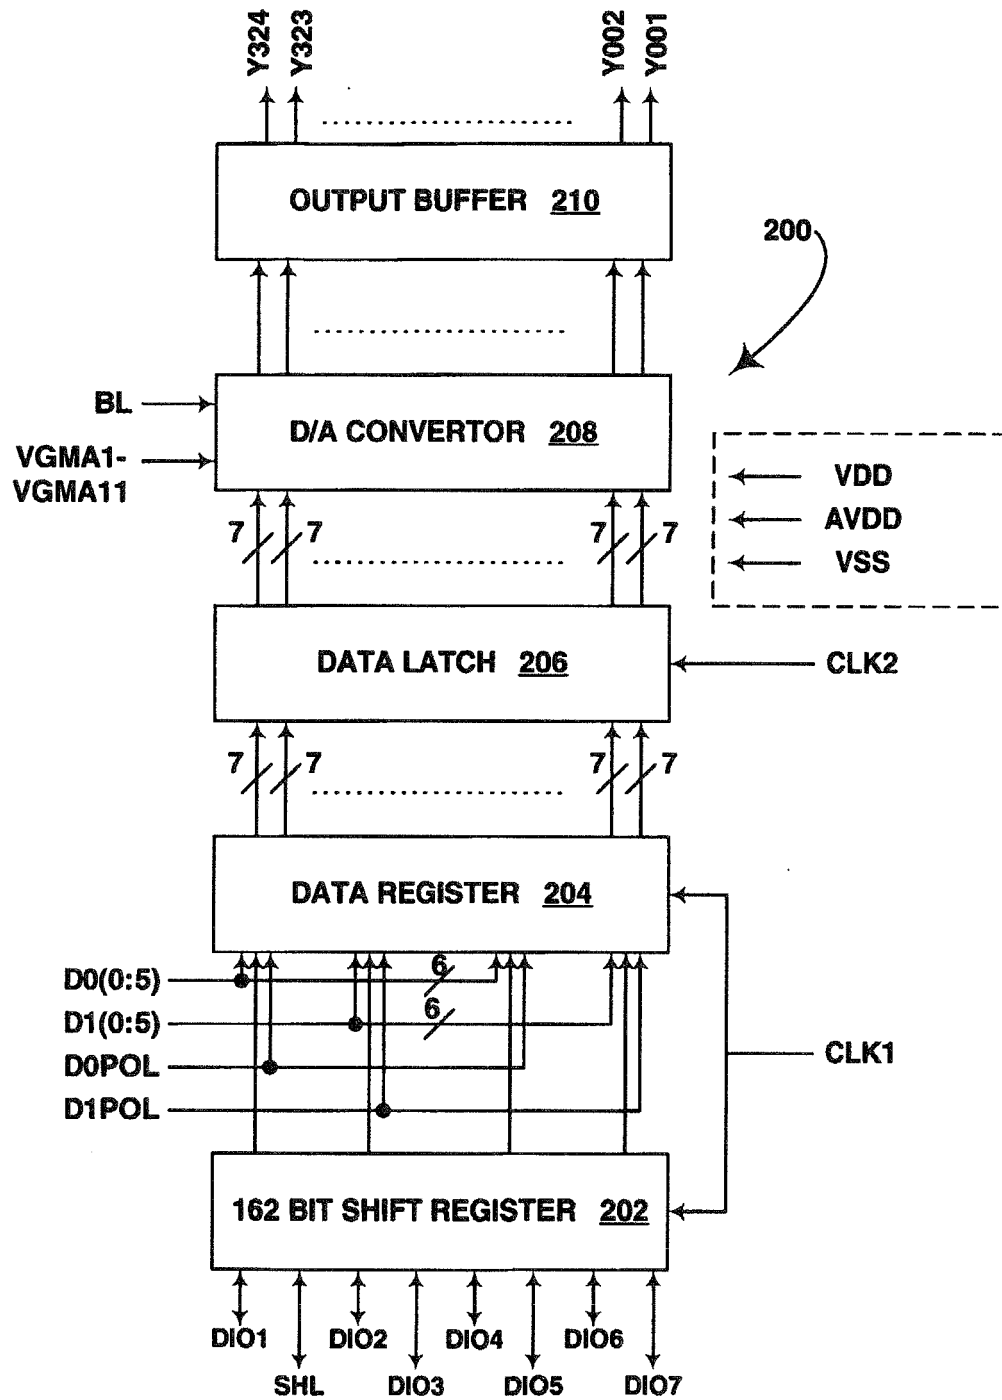 Y324 Y323 Y002 Y001
OUTPUT BUFFER 210
200
BL
D/A CONVERTOR 208
VGMA1-
VGMA11
VDD
AVDD
VSS
7 7 7 7
DATA LATCH 206
CLK2
7 7 7 7
DATA REGISTER 204
D0(0:5) 6
D1(0:5) 6
D0POL
CLK1
D1POL
162 BIT SHIFT REGISTER 202
DIO1 DIO2 DIO4 DIO6
SHL DIO3 DIO5 DIO7